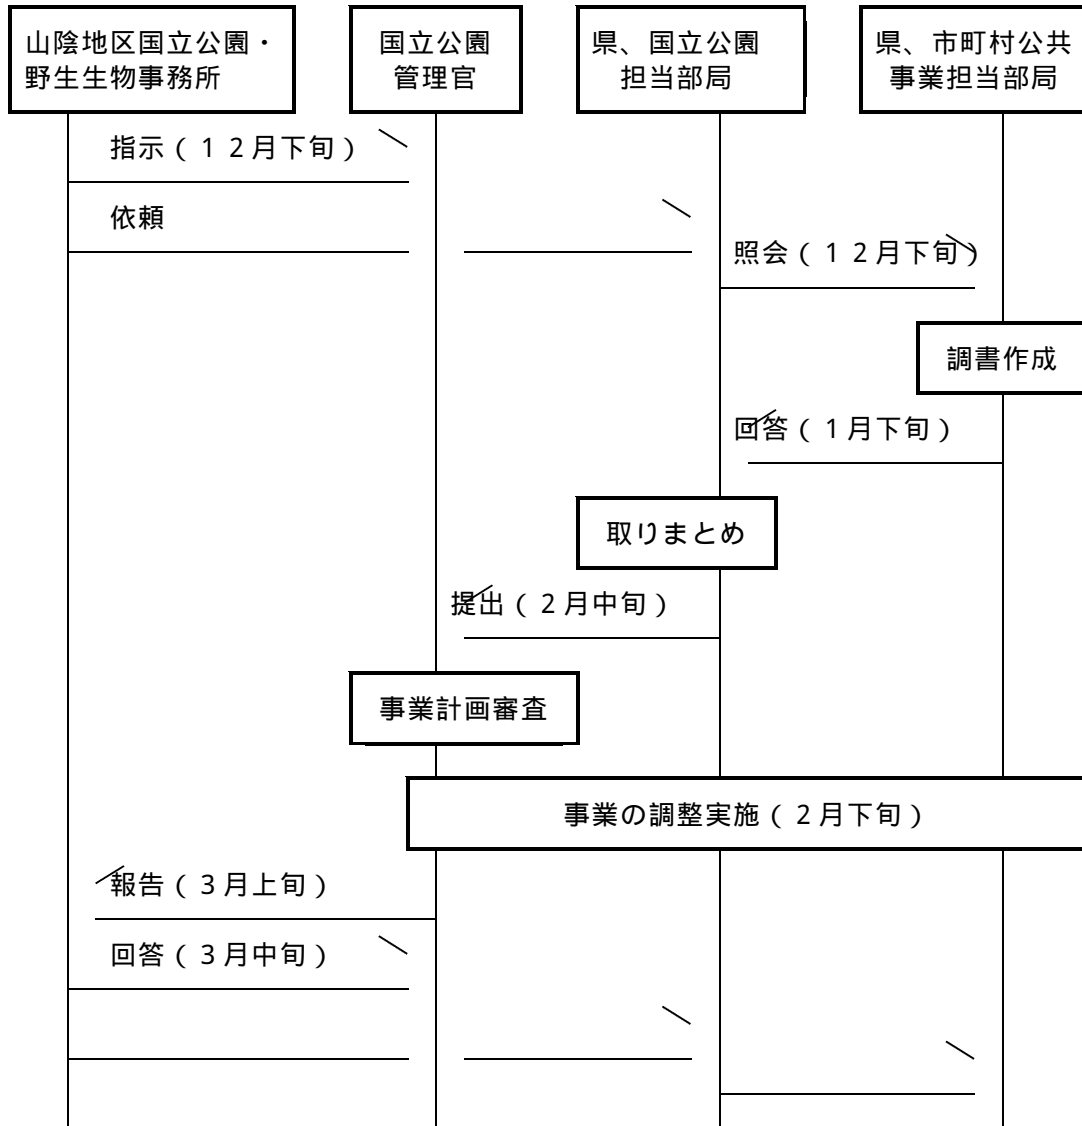 山陰地区国立公園・
野生生物事務所
国立公園
管理官
県、国立公園
担当部局
県、市町村公共
事業担当部局
指示（１２月下旬）
依頼
照会（１２月下旬）
調書作成
回答（１月下旬）
取りまとめ
提出（２月中旬）
事業計画審査
事業の調整実施（２月下旬）
報告（３月上旬）
回答（３月中旬）